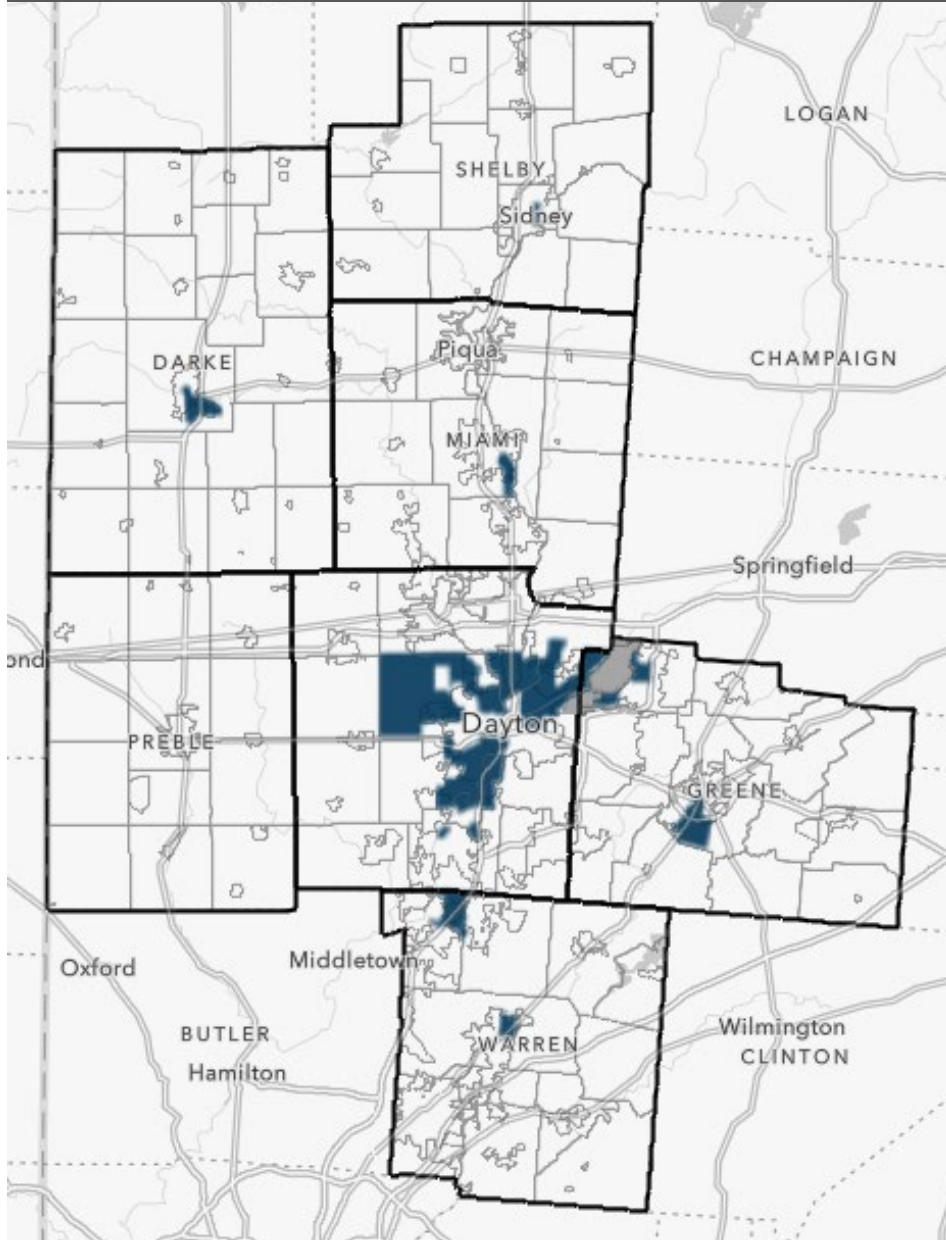 LOGAN
SHELBY
Sidney
Piqua
DARKE
CHAMPAIGN
MIAMI
Springfield
ond
Dayton
PREBLE
GREENE
Oxford
Middletown
BUTLER
Wilmington
WARREN
CLINTON
Hamilton